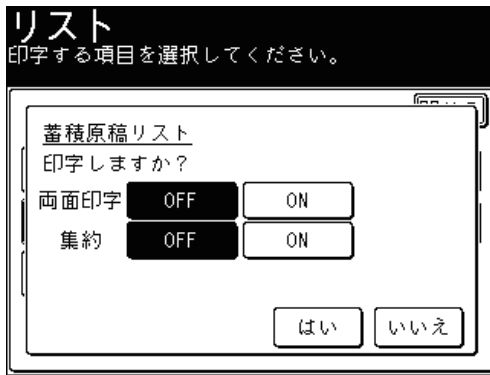 リスト
印字する項目を選択してください。
蓄積原稿リスト
印字しますか？
両面印字 OFF ON
集約 OFF ON
はい いいえ